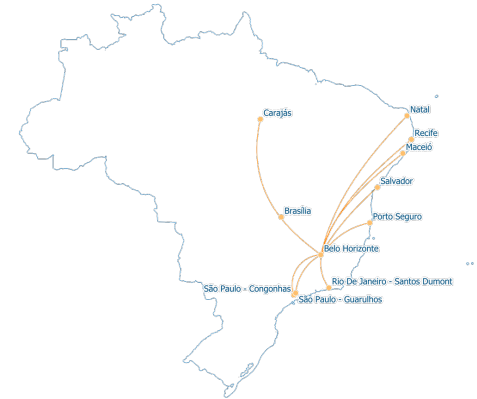 Carajás
Natal
Recife
Maceió
Salvador
Brasília
Porto Seguro
Belo Horizonte
Rio De Janeiro - Santos Dumont
São Paulo - Congonhas
São Paulo - Guarulhos